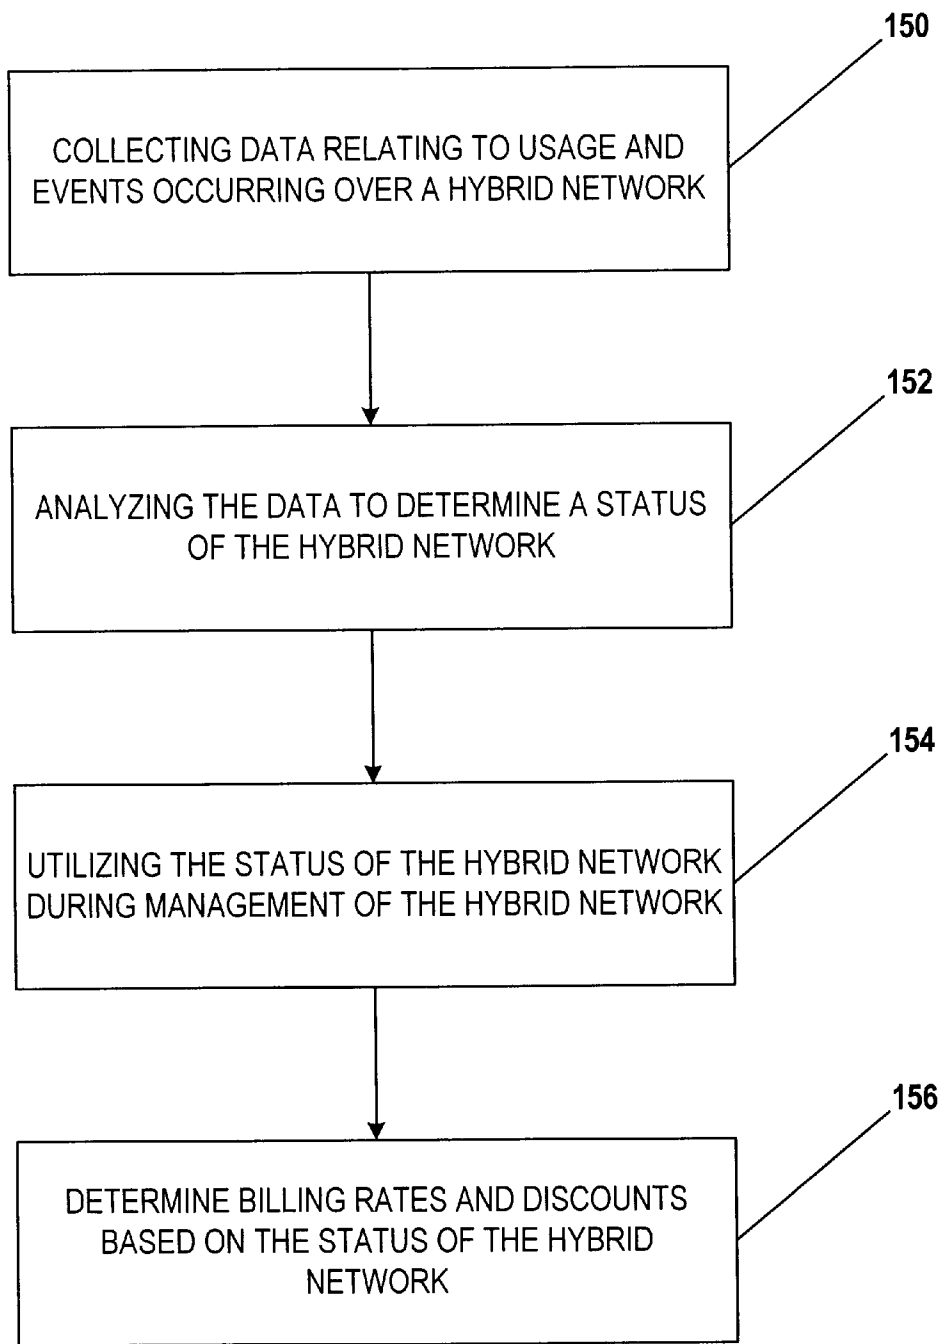 150
COLLECTING DATA RELATING TO USAGE AND
EVENTS OCCURRING OVER A HYBRID NETWORK
152
ANALYZING THE DATA TO DETERMINE A STATUS
OF THE HYBRID NETWORK
154
UTILIZING THE STATUS OF THE HYBRID NETWORK
DURING MANAGEMENT OF THE HYBRID NETWORK
156
DETERMINE BILLING RATES AND DISCOUNTS
BASED ON THE STATUS OF THE HYBRID
NETWORK